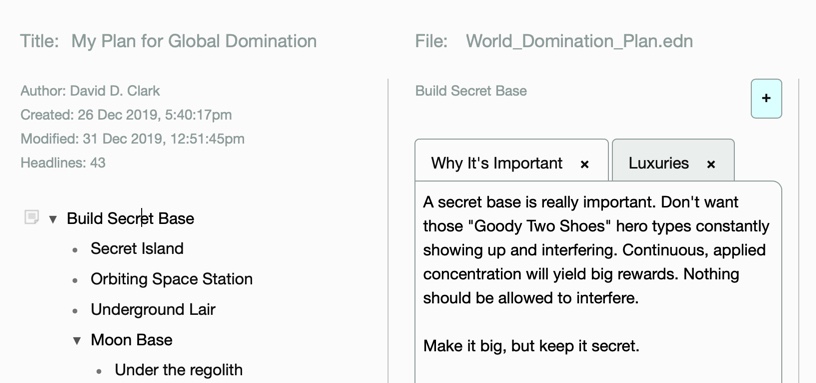 Title: My Plan for Global Domination
Author: David D. Clark
Created: 26 Dec 2019, 5:40:17pm
Modified: 31 Dec 2019, 12:51:45pm
Headlines: 43
Build Secret Base
Secret Island
Orbiting Space Station
Underground Lair
Moon Base
Under the regolith
File: World_Domination_Plan.edn
Build Secret Base
+
Why It's Important × Luxuries ×
A secret base is really important. Don't want
those "Goody Two Shoes" hero types constantly
showing up and interfering. Continuous, applied
concentration will yield big rewards. Nothing
should be allowed to interfere.
Make it big, but keep it secret.